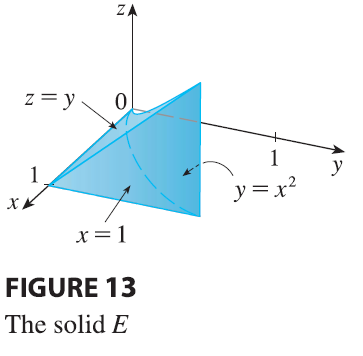 z
z = y
0
1
x
1
y
y = x²
x = 1
FIGURE 13
The solid E